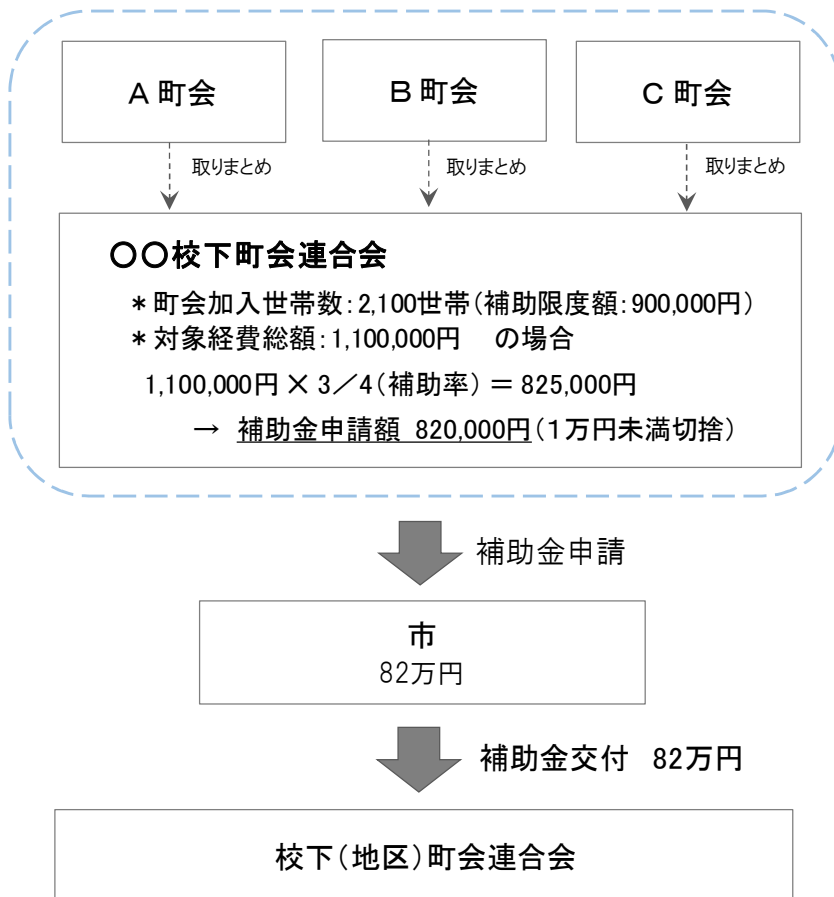 A 町会
B 町会
C 町会
取りまとめ
取りまとめ
取りまとめ
〇〇校下町会連合会
＊町会加入世帯数：2,100世帯（補助限度額：900,000円）
＊対象経費総額：1,100,000円　の場合
1,100,000円 × 3／4（補助率）＝ 825,000円
→ 補助金申請額 820,000円（１万円未満切捨）
補助金申請
市
82万円
補助金交付　82万円
校下（地区）町会連合会